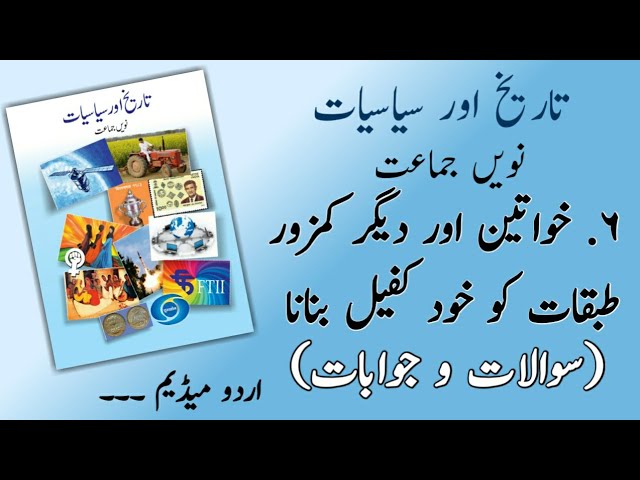 تاریخ اور سیاسیات
نویں جماعت
۶۔ خواتین اور دیگر کمزور
طبقات کو خود کفیل بنانا
(سوالات و جوابات)
اردو میڈیم ---
تاریخ اور سیاسیات
نویں جماعت
FTII